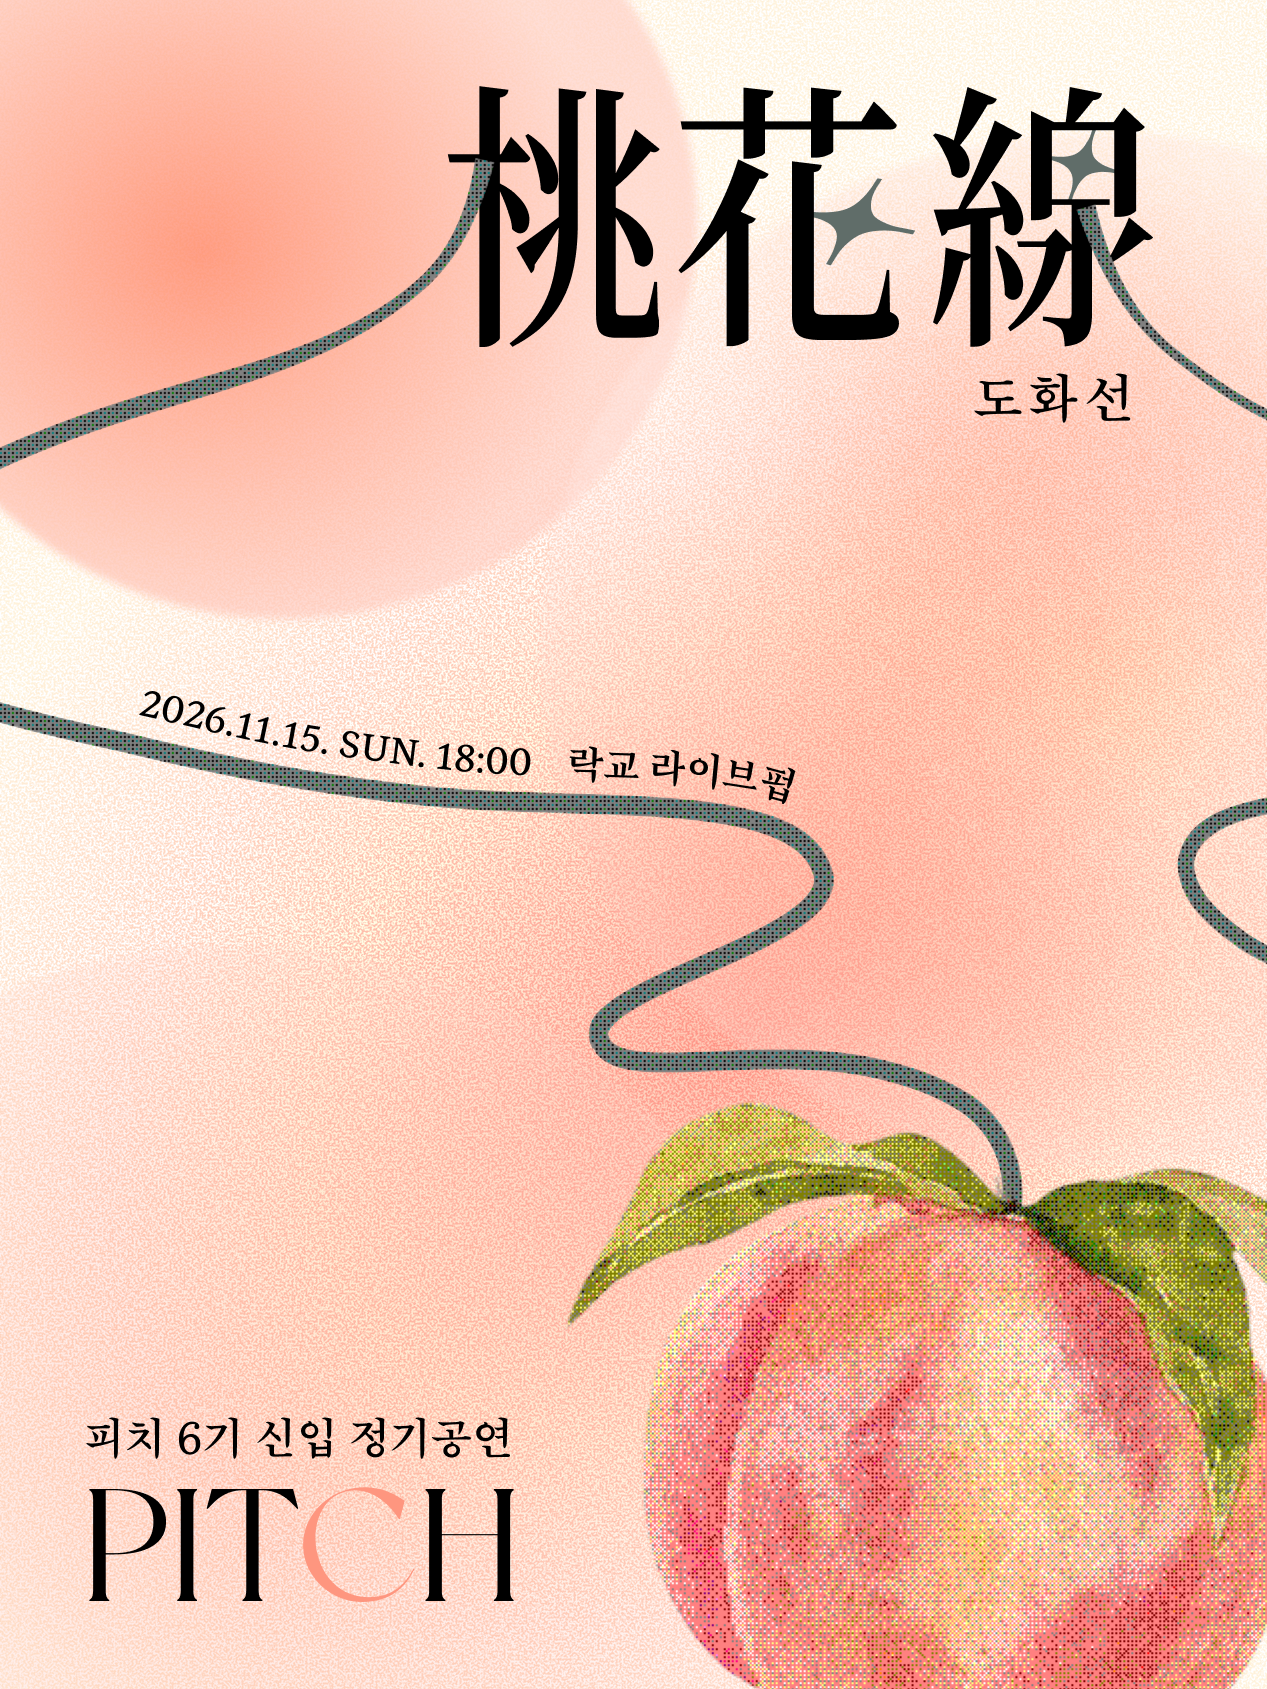 桃花線
도화선
2026.11.15. SUN. 18:00 락교 라이브펍
피치 6기 신입 정기공연
PITCH